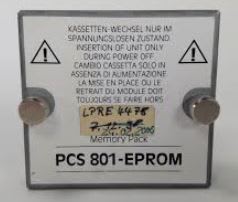 KASSETTEN-WECHSEL NUR IM
SPANNUNGSLOSEN ZUSTAND.
INSERTION OF UNIT ONLY
DURING POWER OFF.
CAMBIO CASSETTA SOLO IN
ASSENZA DI ALIMENTAZIONE.
LA MISE EN PLACE OU LE
RETRAIT DU MODULE DOIT
TOUJOURS SE FAIRE HORS
LPRE 4478
Memory Pack
PCS 801-EPROM